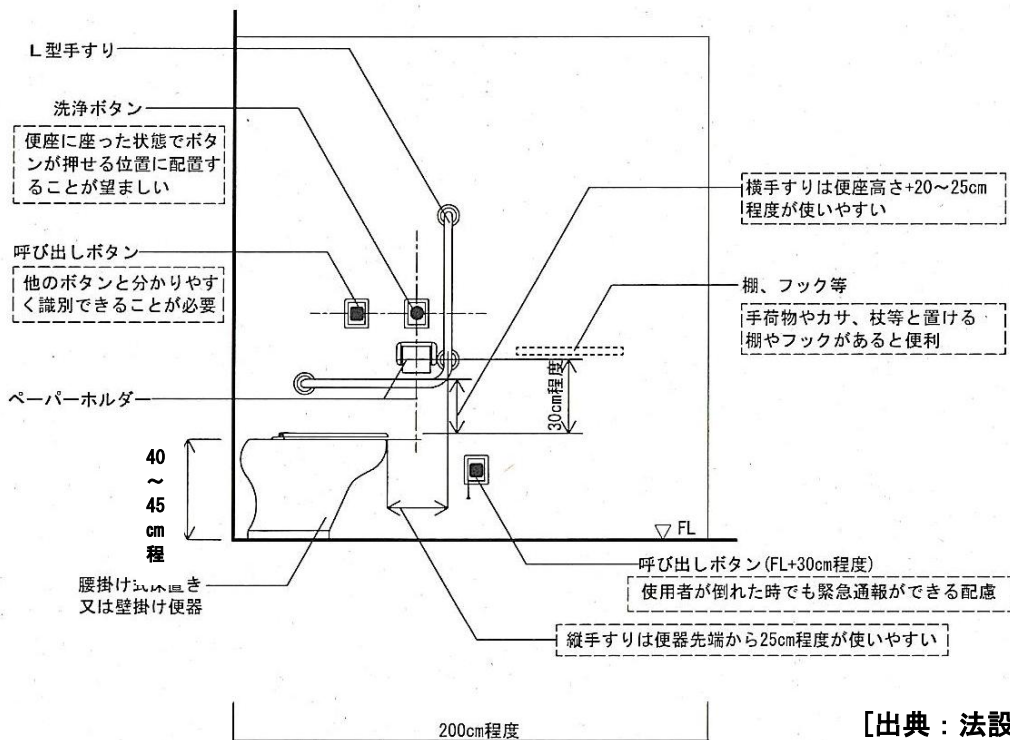 L型手すり
洗浄ボタン
便座に座った状態でボタ
ンが押せる位置に配置す
ることが望ましい
呼び出しボタン
他のボタンと分かりやす
く識別できることが必要
ペーパーホルダー
40
~
45
cm
程
腰掛け式床置き
又は壁掛け便器
横手すりは便座高さ+20~25cm
程度が使いやすい
棚、フック等
手荷物やカサ、杖等と置ける
棚やフックがあると便利
30cm程度
FL
呼び出しボタン(FL+30cm程度)
使用者が倒れた時でも緊急通報ができる配慮
縦手すりは便器先端から25cm程度が使いやすい
200cm程度
[出典：法設